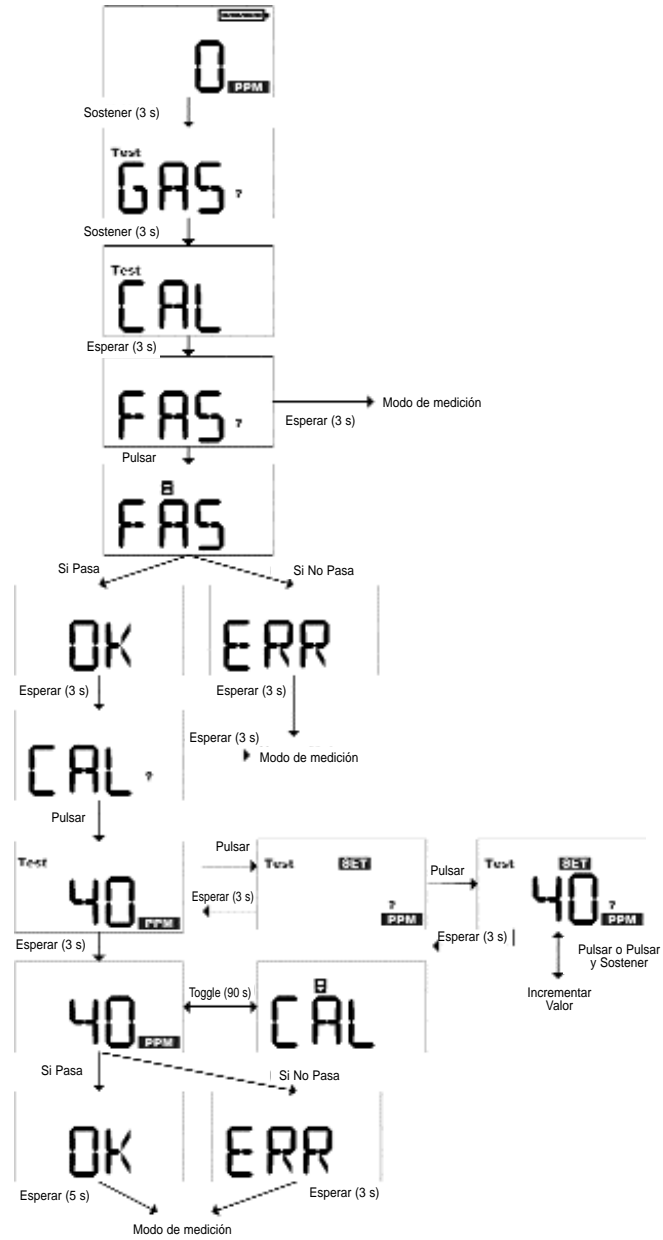 0 PPM
Sostener (3 s)
Test
GAS ?
Sostener (3 s)
Test
CAL
Esperar (3 s)
FAS ?
Esperar (3 s)
Modo de medición
Pulsar
FAS
Si Pasa
Si No Pasa
OK
ERR
Esperar (3 s)
Esperar (3 s)
Esperar (3 s)
Modo de medición
CAL ?
Pulsar
Test
40 PPM
Pulsar
Esperar (3 s)
Test SET
?
PPM
Pulsar
Esperar (3 s)
Test SET
40 ?
PPM
Pulsar o Pulsar
y Sostener
Incrementar
Valor
Esperar (3 s)
40 PPM
Toggle (90 s)
CAL
Si Pasa
Si No Pasa
OK
ERR
Esperar (5 s)
Esperar (3 s)
Modo de medición